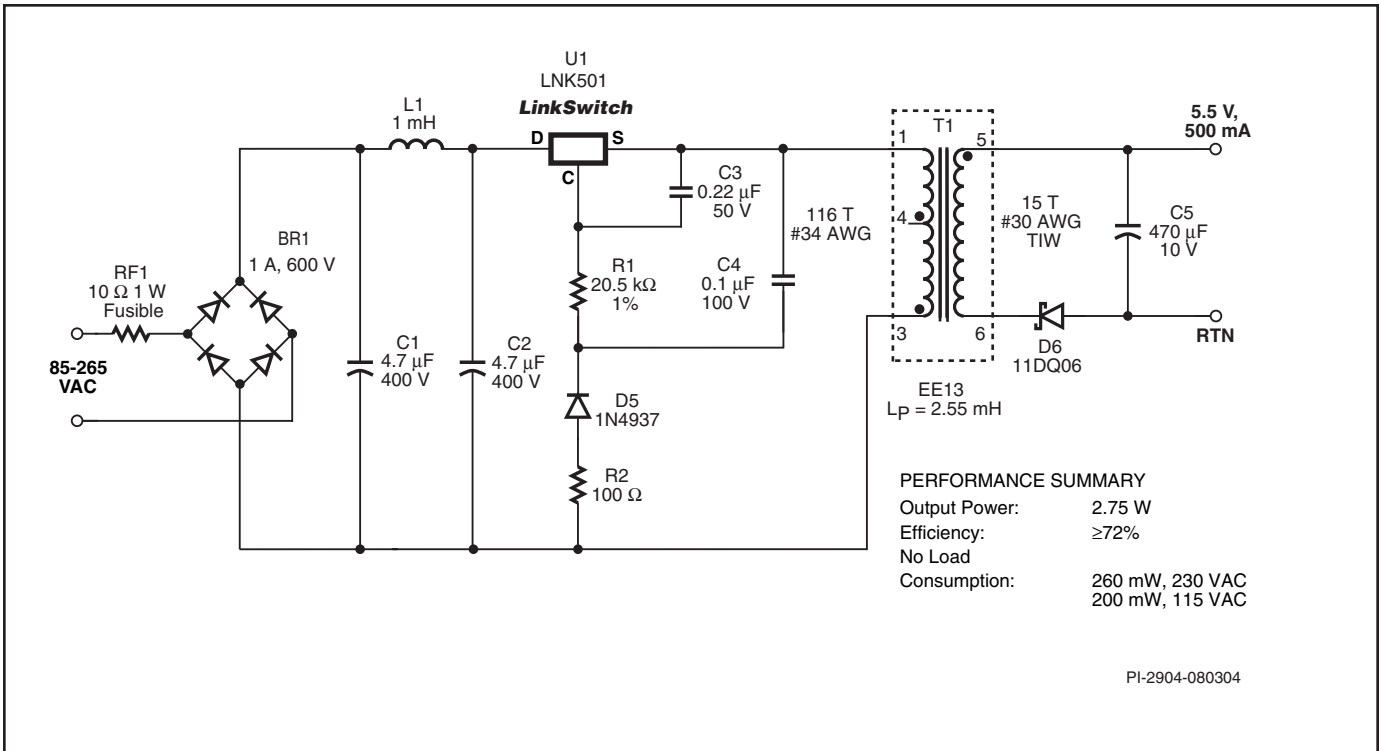 U1
LNK501
LinkSwitch
L1
1 mH
D
S
C
C3
0.22 µF
50 V
116 T
#34 AWG
T1
1
4
3
5
6
15 T
#30 AWG
TIW
5.5 V,
500 mA
C5
470 µF
10 V
RTN
D6
11DQ06
EE13
LP = 2.55 mH
BR1
1 A, 600 V
RF1
10 Ω 1 W
Fusible
85-265
VAC
C1
4.7 µF
400 V
C2
4.7 µF
400 V
R1
20.5 kΩ
1%
C4
0.1 µF
100 V
D5
1N4937
R2
100 Ω
PERFORMANCE SUMMARY
Output Power: 2.75 W
Efficiency: ≥72%
No Load
Consumption: 260 mW, 230 VAC
200 mW, 115 VAC
PI-2904-080304